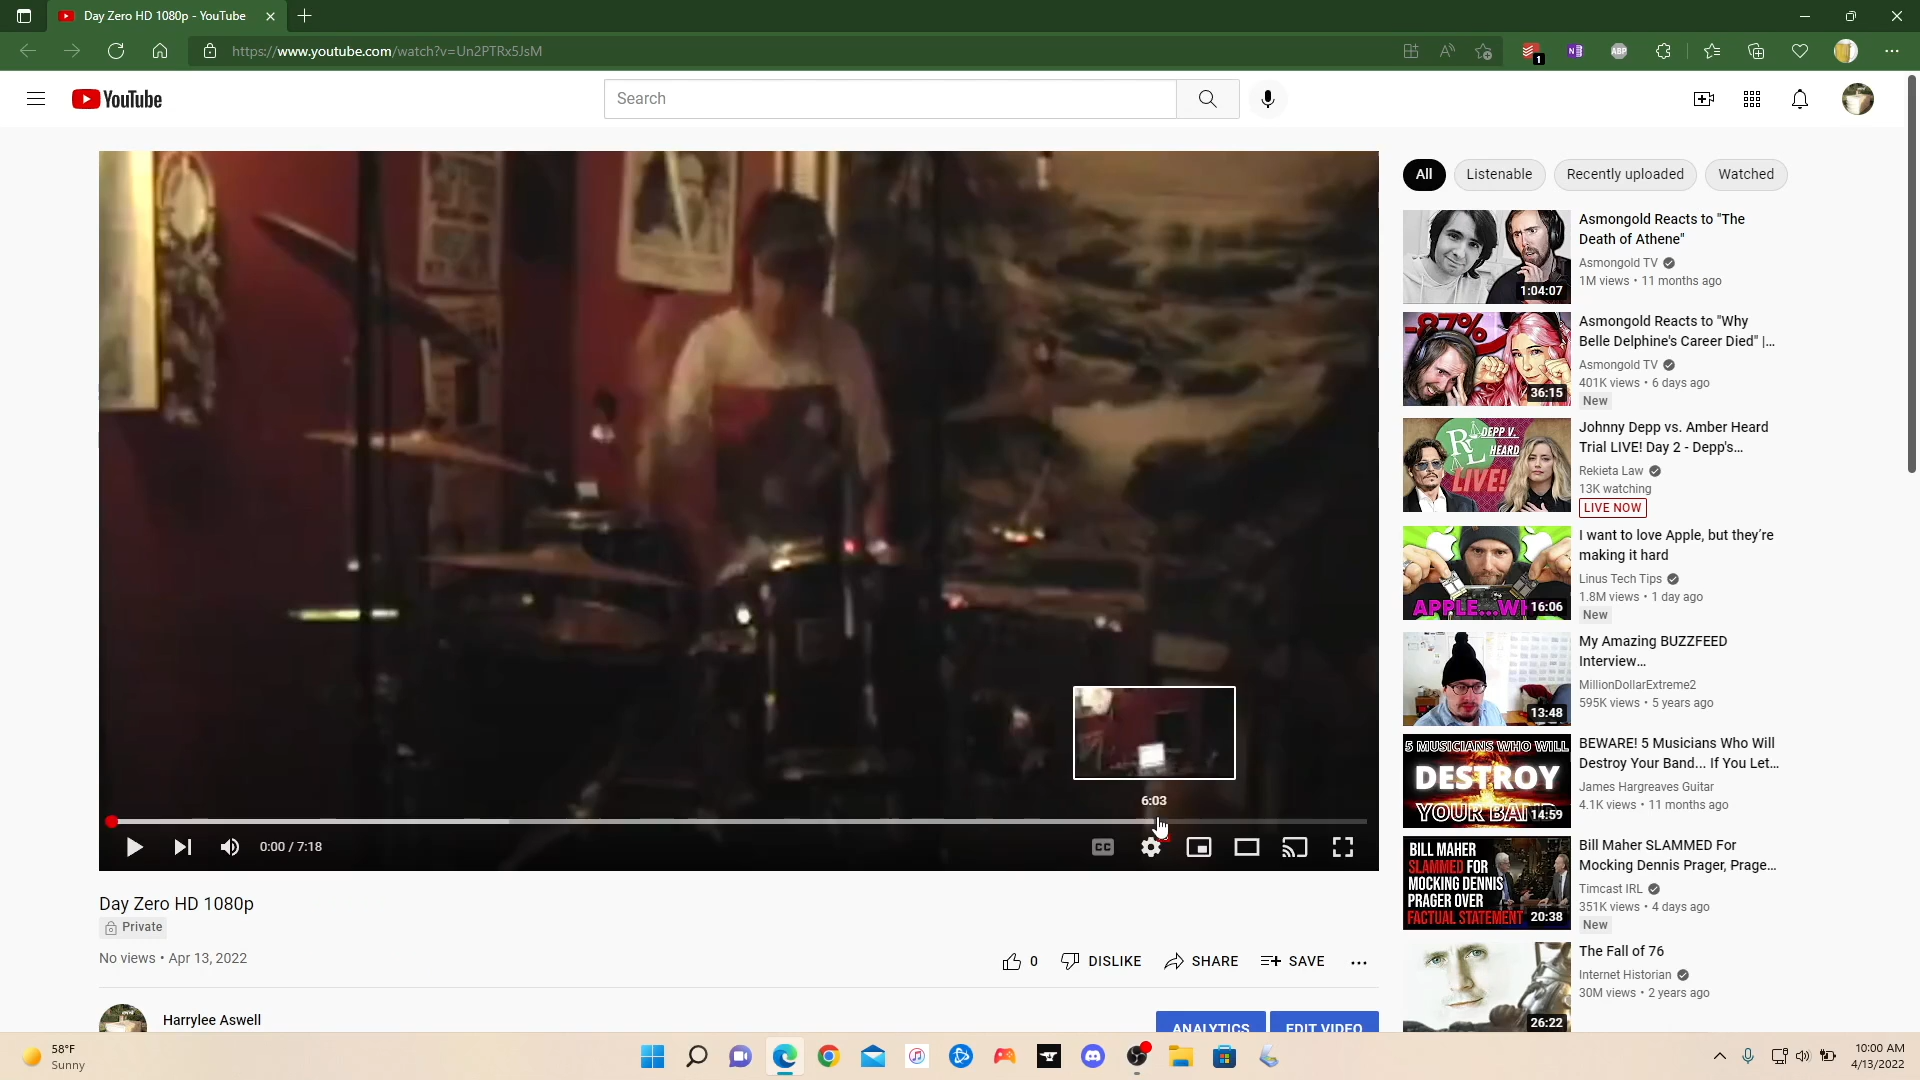 Day Zero HD 1080p - YouTube
https://www.youtube.com/watch?v=Un2PTRx5JsM
1
ABP
YouTube
Search
All
Listenable
Recently uploaded
Watched
6:03
0:00 / 7:18
CC
Day Zero HD 1080p
Private
No views • Apr 13, 2022
0
DISLIKE
SHARE
SAVE
Harrylee Aswell
ANALYTICS
EDIT VIDEO
1:04:07
Asmongold Reacts to "The
Death of Athene"
Asmongold TV
1M views • 11 months ago
-87%
36:15
Asmongold Reacts to "Why
Belle Delphine's Career Died" |...
Asmongold TV
401K views • 6 days ago
New
RL
DEPP V.
HEARD
LIVE!
Johnny Depp vs. Amber Heard
Trial LIVE! Day 2 - Depp's...
Rekieta Law
13K watching
LIVE NOW
16:06
I want to love Apple, but they're
making it hard
Linus Tech Tips
1.8M views • 1 day ago
New
13:48
My Amazing BUZZFEED
Interview...
MillionDollarExtreme2
595K views • 5 years ago
5 MUSICIANS WHO WILL
DESTROY
YOUR BAND
14:59
BEWARE! 5 Musicians Who Will
Destroy Your Band... If You Let...
James Hargreaves Guitar
4.1K views • 11 months ago
BILL MAHER
SLAMMED FOR
MOCKING DENNIS
PRAGER OVER
FACTUAL STATEMENT
20:38
Bill Maher SLAMMED For
Mocking Dennis Prager, Prage...
Timcast IRL
351K views • 4 days ago
New
26:22
The Fall of 76
Internet Historian
30M views • 2 years ago
58°F
Sunny
10:00 AM
4/13/2022